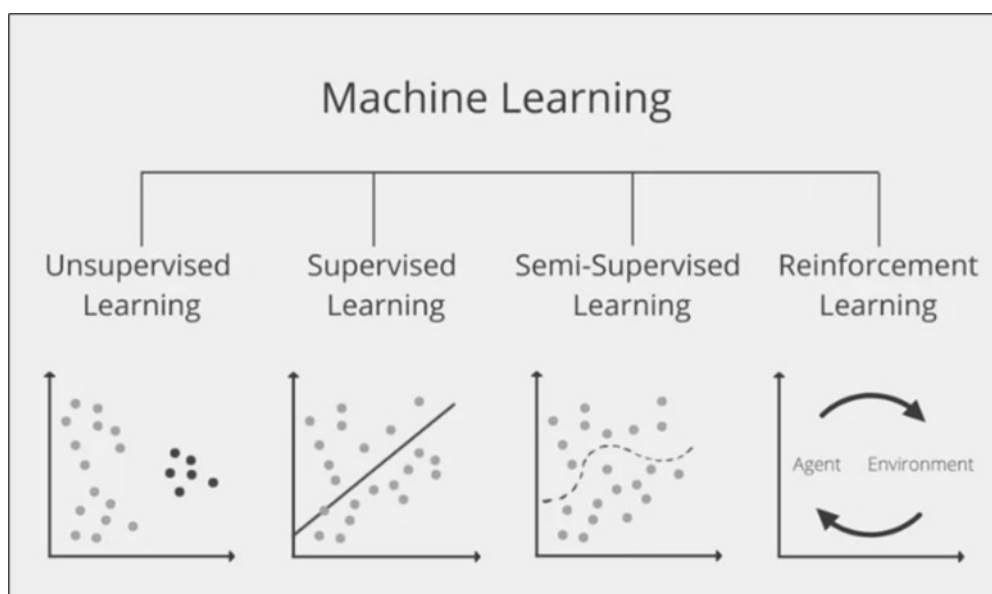 Machine Learning
Unsupervised
Learning
Supervised
Learning
Semi-Supervised
Learning
Reinforcement
Learning
Agent
Environment